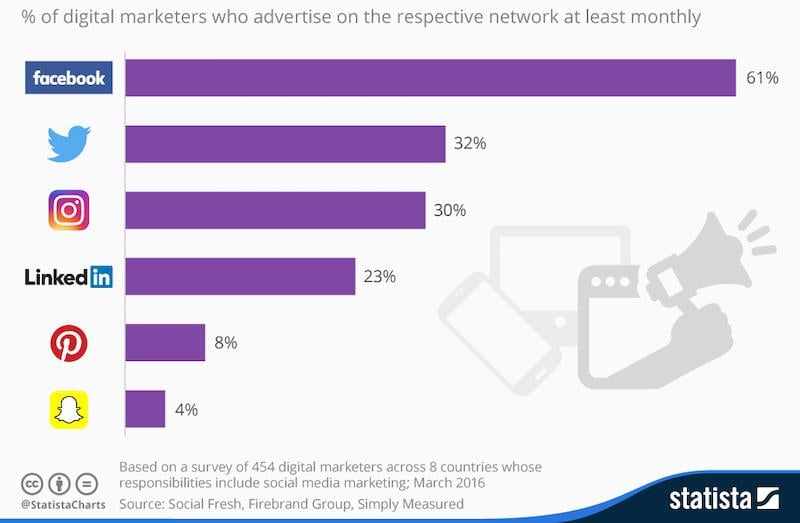 % of digital marketers who advertise on the respective network at least monthly
facebook
61%
32%
30%
Linked in
23%
8%
4%
Based on a survey of 454 digital marketers across 8 countries whose
responsibilities include social media marketing; March 2016
cc
@StatistaCharts
Source: Social Fresh, Firebrand Group, Simply Measured
statista